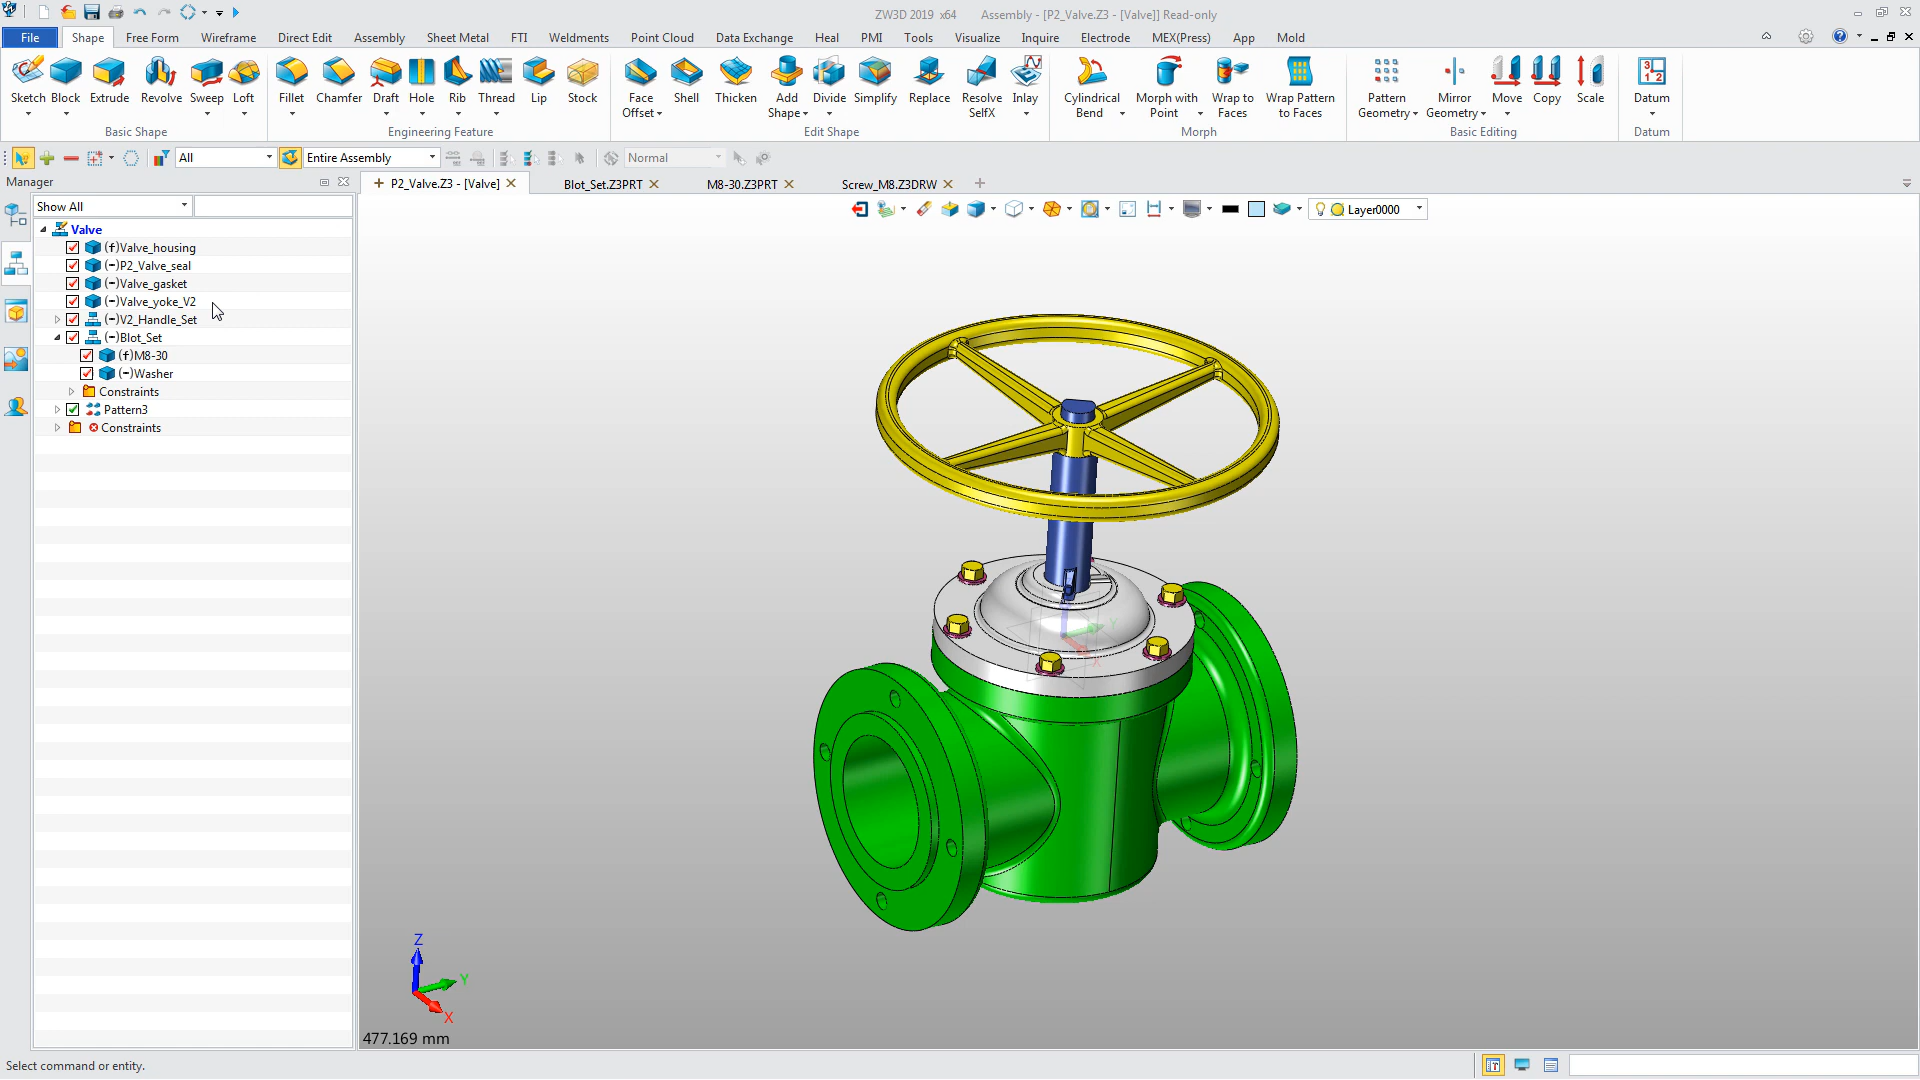 ZW3D 2019 x64 Assembly - [P2_Valve.Z3 - [Valve]] Read-only
File Shape Free Form Wireframe Direct Edit Assembly Sheet Metal FTI Weldments Point Cloud Data Exchange Heal PMI Tools Visualize Inquire Electrode MEX(Press) App Mold
Sketch Block Extrude Revolve Sweep Loft Fillet Chamfer Draft Hole Rib Thread Lip Stock Face Offset Shell Thicken Add Shape Divide Simplify Replace Resolve SelfX Inlay Cylindrical Bend Morph with Point Wrap to Faces Wrap Pattern to Faces Pattern Geometry Mirror Geometry Move Copy Scale Datum
Basic Shape Engineering Feature Edit Shape Morph Basic Editing Datum
All Entire Assembly Normal
Manager
P2_Valve.Z3 - [Valve] Blot_Set.Z3PRT M8-30.Z3PRT Screw_M8.Z3DRW
Show All
Layer0000
Valve
(f)Valve_housing
(-)P2_Valve_seal
(-)Valve_gasket
(-)Valve_yoke_V2
(-)V2_Handle_Set
(-)Blot_Set
(f)M8-30
(-)Washer
Constraints
Pattern3
Constraints
Y
X
Z
Y
X
477.169 mm
Select command or entity.